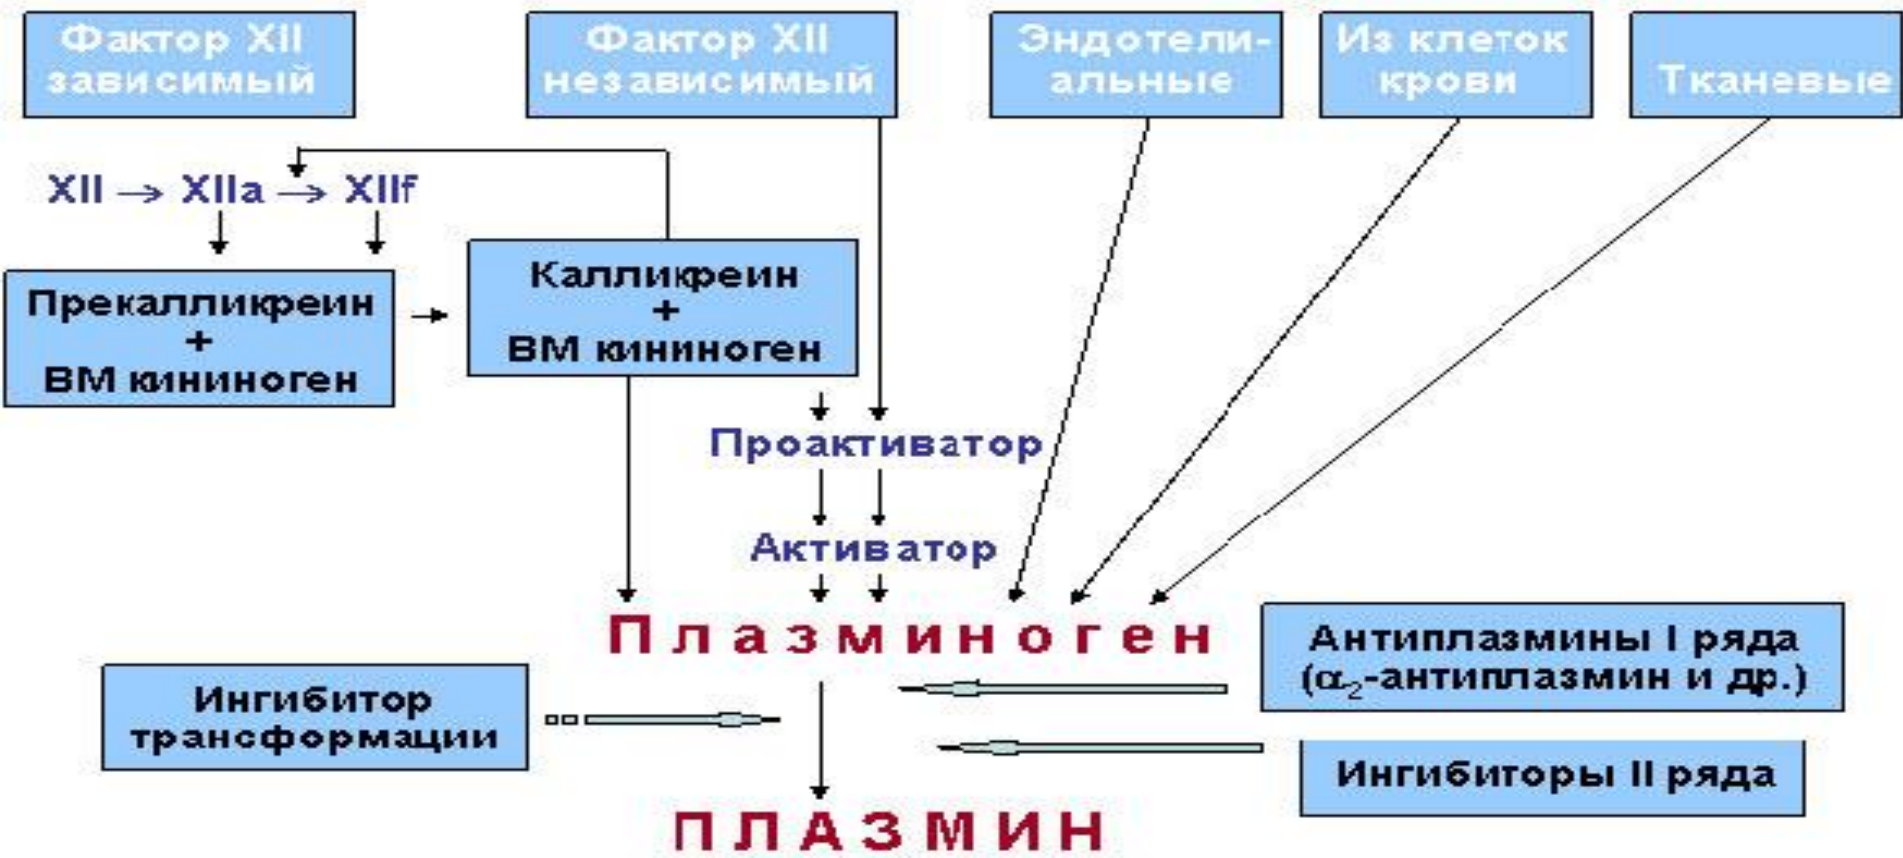 Фактор XII
зависимый
Фактор XII
независимый
Эндотели-
альные
Из клеток
крови
Тканевые
XII → XIIa → XIIf
Прекалликреин
+
ВМ кининоген
Калликреин
+
ВМ кининоген
Проактиватор
Активатор
Плазминоген
Антиплазмины I ряда
(α₂-антиплазмин и др.)
Ингибитор
трансформации
Ингибиторы II ряда
ПЛАЗМИН